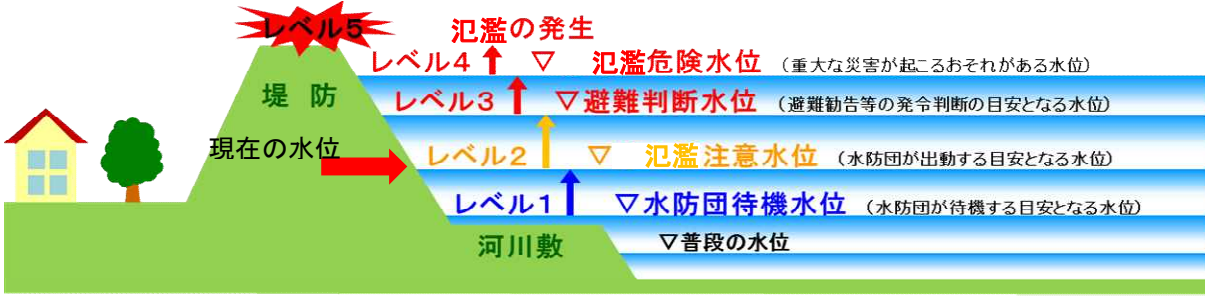 レベル5
氾濫の発生
レベル4 ▽ 氾濫危険水位 (重大な災害が起こるおそれがある水位)
堤 防
レベル3 ▽避難判断水位 (避難勧告等の発令判断の目安となる水位)
現在の水位
レベル2 ▽ 氾濫注意水位 (水防団が出動する目安となる水位)
レベル1 ▽水防団待機水位 (水防団が待機する目安となる水位)
河川敷
▽普段の水位